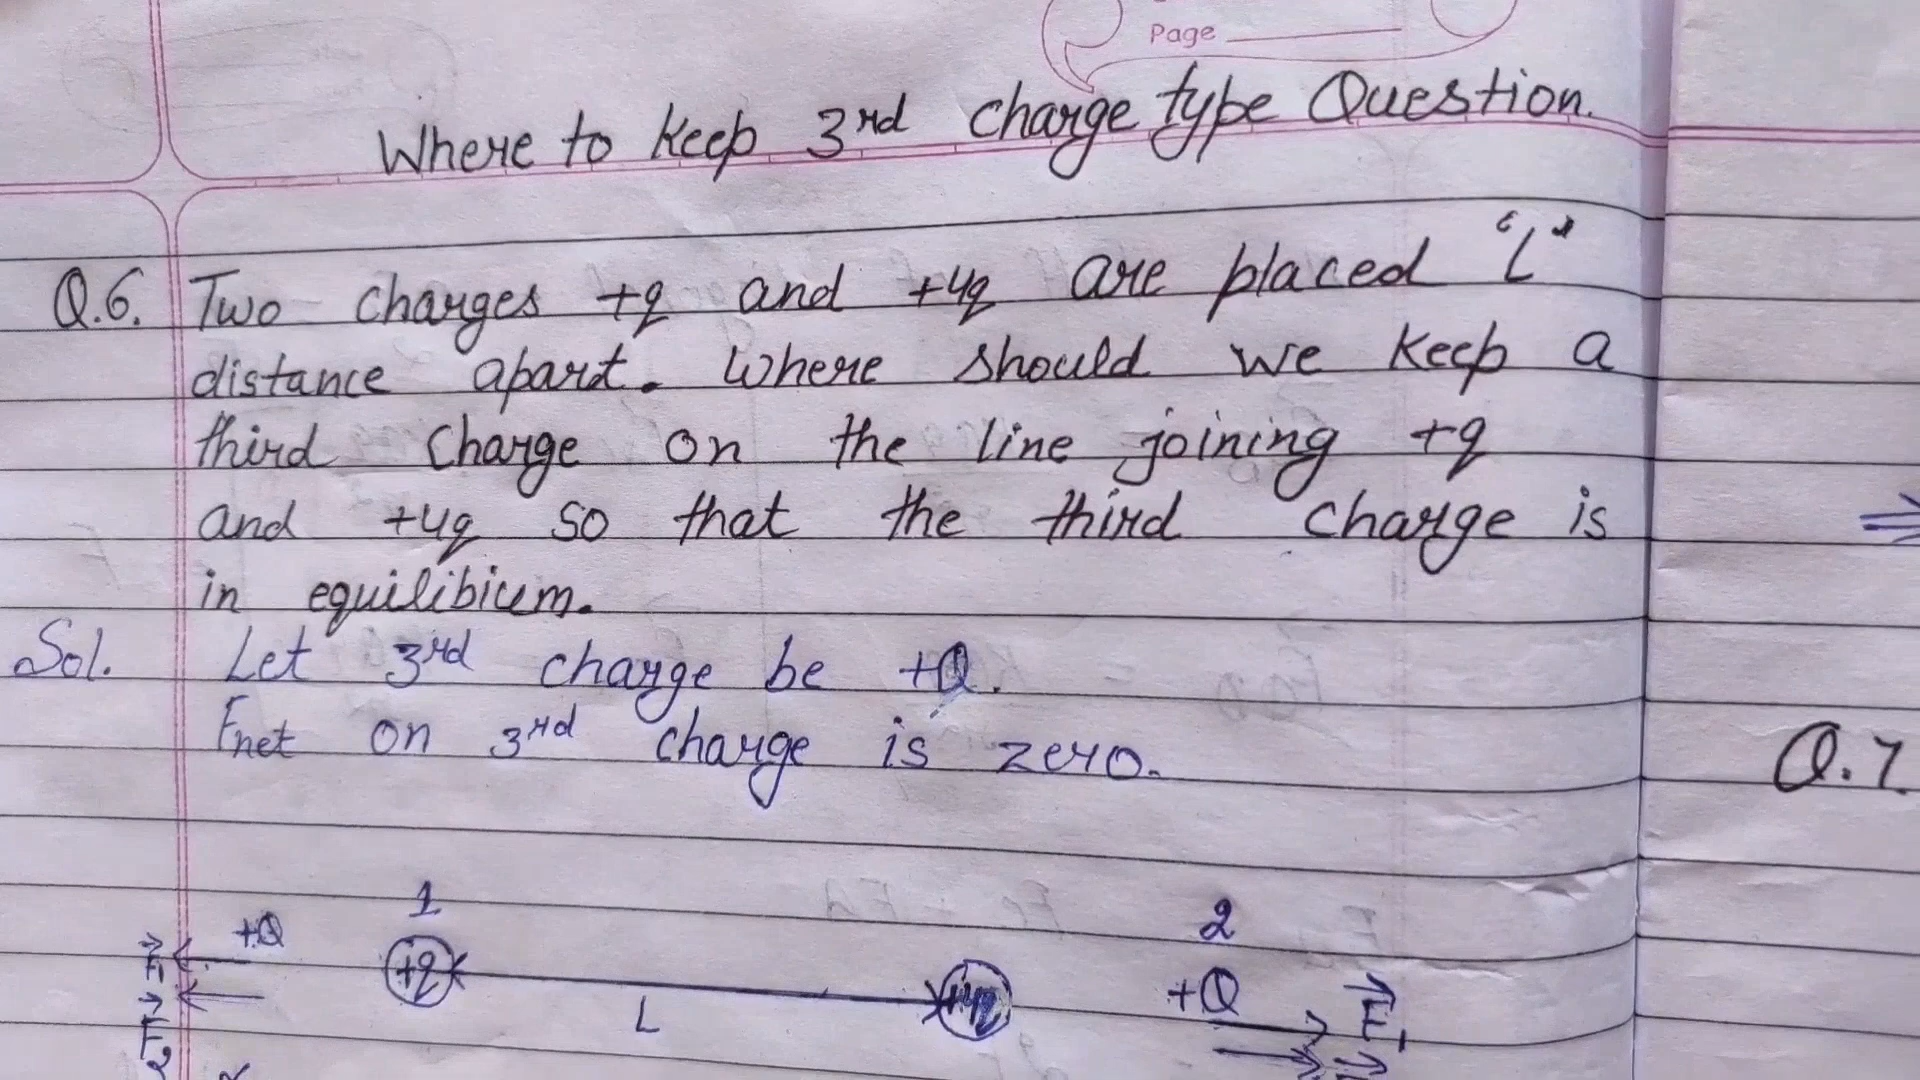 Page
Where to keep 3rd charge type Question.
Q.6. Two charges +q and +4q are placed "L"
distance apart. Where should we keep a
third charge on the line joining +q
and +4q so that the third charge is
in equilibium.
Sol. Let 3rd charge be +Q.
Fnet on 3rd charge is zero.
Q.7.
1
2
+Q
+q
+4q
+Q
F1
L
F1
F2